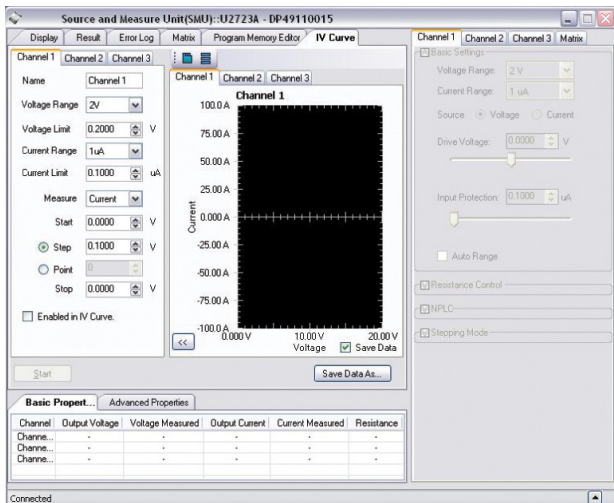 Source and Measure Unit(SMU)::U2723A - DP49110015
Display Result Error Log Matrix Program Memory Editor IV Curve
Channel 1 Channel 2 Channel 3
Name Channel 1
Voltage Range 2V
Voltage Limit 0.2000 V
Current Range 1uA
Current Limit 0.1000 uA
Measure Current
Start 0.0000 V
Step 0.1000 V
Point 0
Stop 0.0000 V
Enabled in IV Curve.
Start
Channel 1 Channel 2 Channel 3
Channel 1
100.0 A
75.00 A
50.00 A
25.00 A
0.000 A
-25.00 A
-50.00 A
-75.00 A
-100.0 A
Current
0.000V 10.00 V 20.00 V
<< Voltage Save Data
Save Data As...
Channel 1 Channel 2 Channel 3 Matrix
Basic Settings
Voltage Range: 2 V
Current Range: 1 uA
Source Voltage Current
Drive Voltage: 0.0000 V
Input Protection: 0.1000 uA
Auto Range
Resistance Control
NPLC
Stepping Mode
Basic Propert... Advanced Properties
Channel Output Voltage Voltage Measured Output Current Current Measured Resistance
Channe... - - - - -
Channe... - - - - -
Channe... - - - - -
Connected